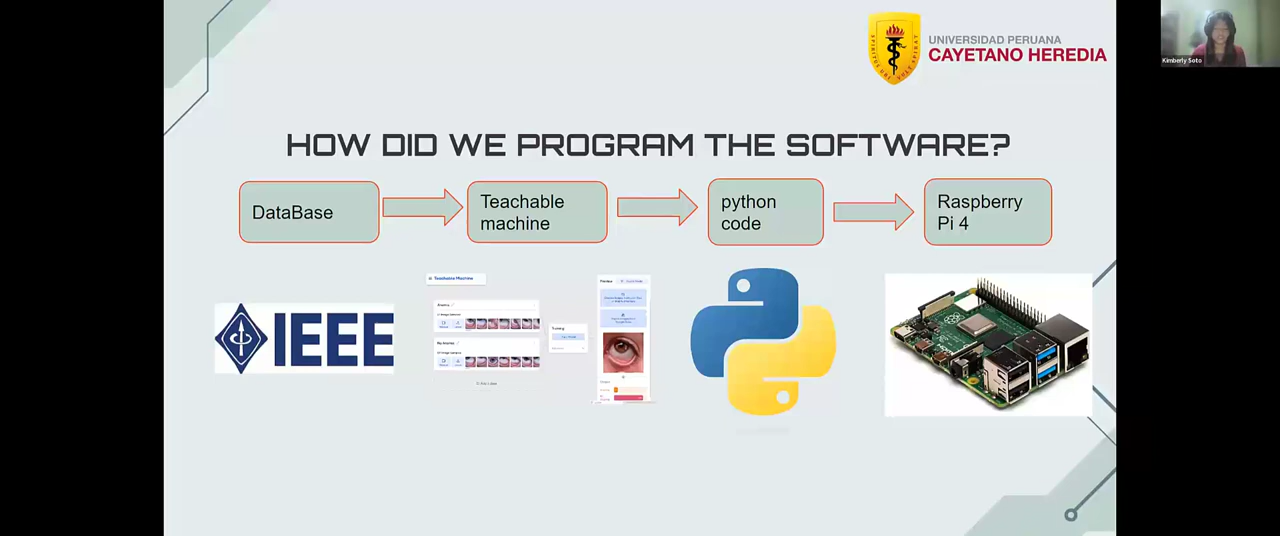 UNIVERSIDAD PERUANA
CAYETANO HEREDIA
Kimberly Soto
HOW DID WE PROGRAM THE SOFTWARE?
DataBase
Teachable
machine
python
code
Raspberry
Pi 4
IEEE
Teachable Machine
Training